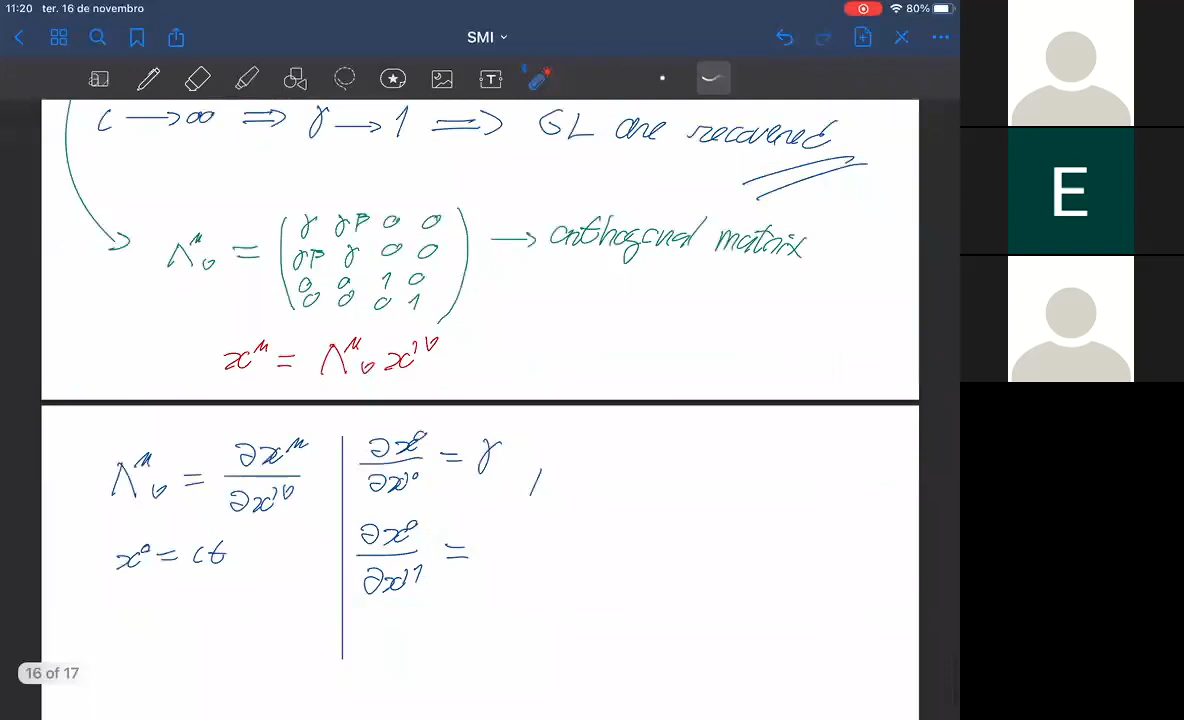 11:20 ter. 16 de novembro 80%
SMI
T
c → ∞ ⇒ γ → 1 ⇒ GL are recovered
Λ^μ_ν = ( γ γβ 0 0
γβ γ 0 0
0 0 1 0
0 0 0 1 ) → orthogonal matrix
x^μ = Λ^μ_ν x'^ν
Λ^μ_ν = ∂x^μ / ∂x'^ν | ∂x^0 / ∂x'^0 = γ ,
x^0 = ct | ∂x^0 / ∂x'^1 =
16 of 17
E